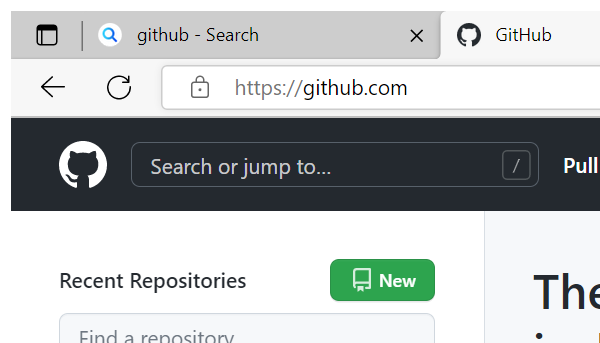 github - Search
GitHub
https://github.com
Search or jump to...
/
Pull
Recent Repositories
New
The
Find a repository